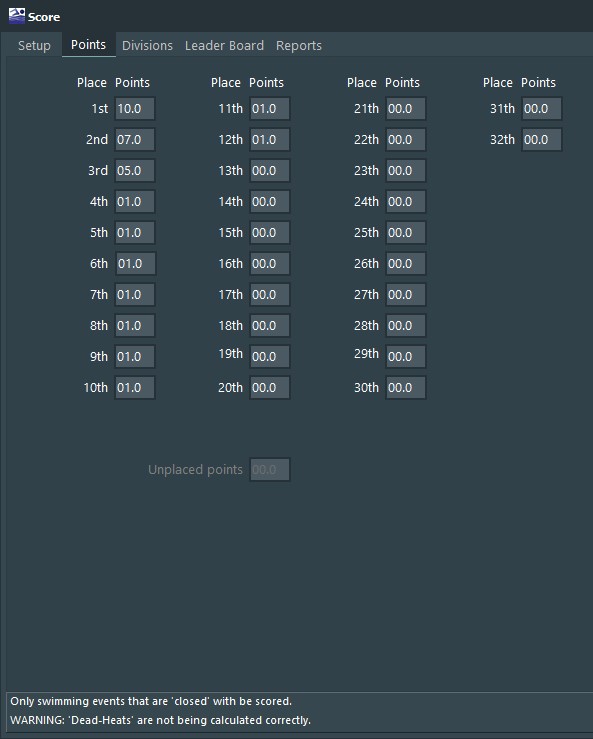 Score
Setup Points Divisions Leader Board Reports
Place Points Place Points Place Points Place Points
1st 10.0 11th 01.0 21th 00.0 31th 00.0
2nd 07.0 12th 01.0 22th 00.0 32th 00.0
3rd 05.0 13th 00.0 23th 00.0
4th 01.0 14th 00.0 24th 00.0
5th 01.0 15th 00.0 25th 00.0
6th 01.0 16th 00.0 26th 00.0
7th 01.0 17th 00.0 27th 00.0
8th 01.0 18th 00.0 28th 00.0
9th 01.0 19th 00.0 29th 00.0
10th 01.0 20th 00.0 30th 00.0
Unplaced points 00.0
Only swimming events that are 'closed' with be scored.
WARNING: 'Dead-Heats' are not being calculated correctly.